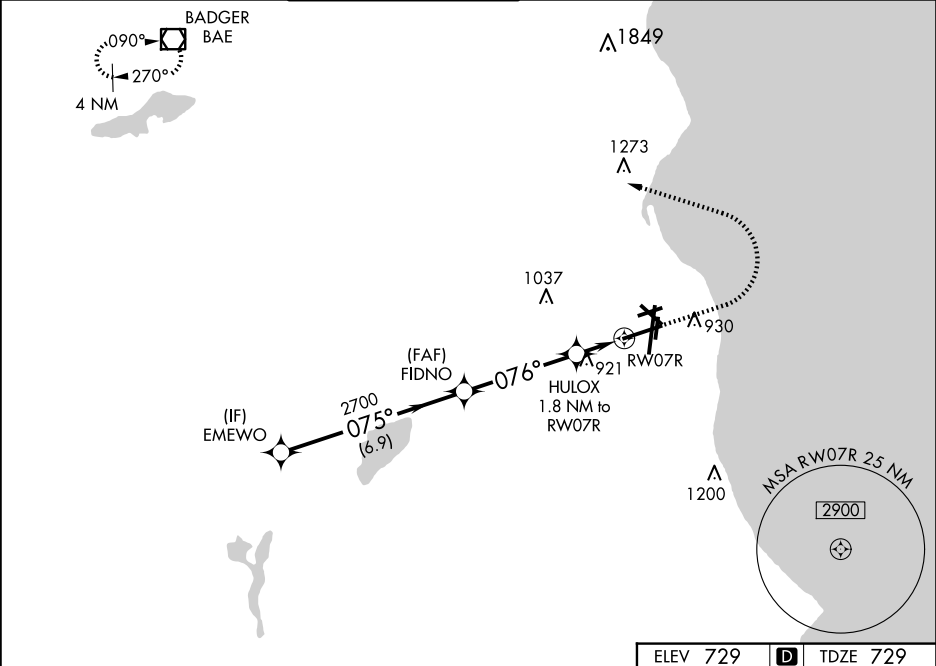 BADGER
BAE
090°
270°
4 NM
1849
1273
1037
930
(FAF)
FIDNO
076°
921
RW07R
HULOX
1.8 NM to
RW07R
2700
075°
(6.9)
(IF)
EMEWO
1200
MSA RW07R 25 NM
2900
ELEV 729 D TDZE 729